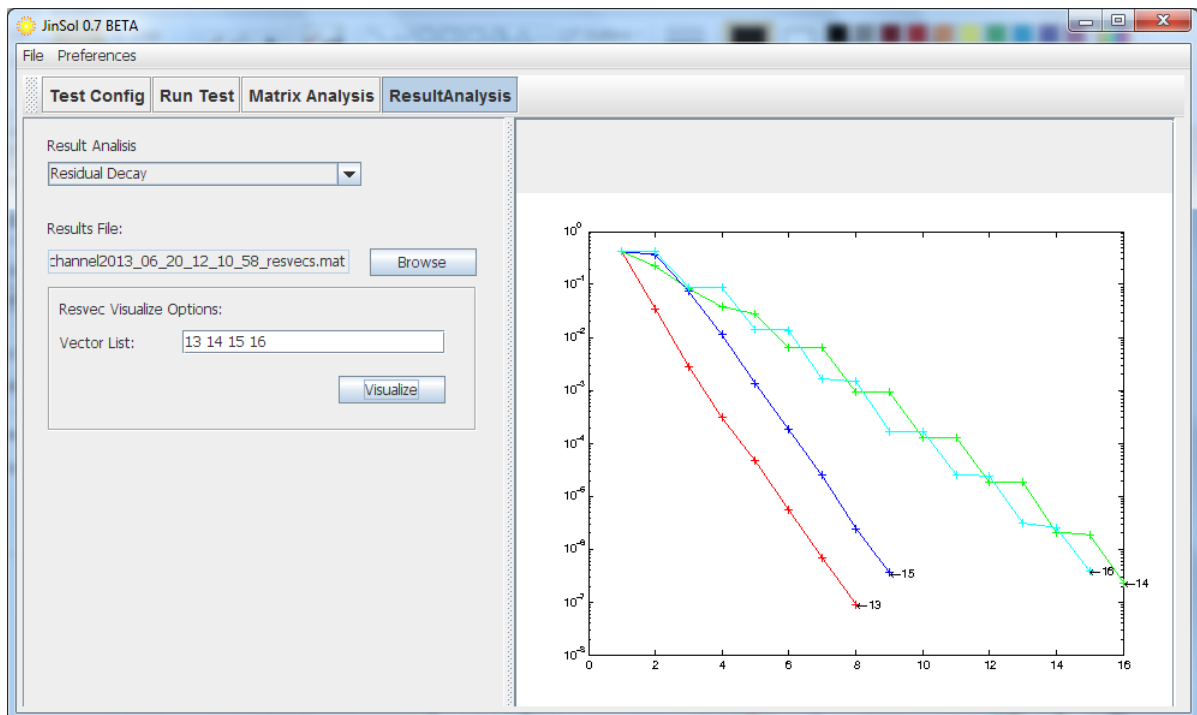 JinSol 0.7 BETA
File Preferences
Test Config Run Test Matrix Analysis ResultAnalysis
Result Analisis
Residual Decay
Results File:
channel2013_06_20_12_10_58_resvecs.mat Browse
Resvec Visualize Options:
Vector List: 13 14 15 16
Visualize
10^0
10^-1
10^-2
10^-3
10^-4
10^-5
10^-6
10^-7
10^-8
15
16
14
13
0 2 4 6 8 10 12 14 16